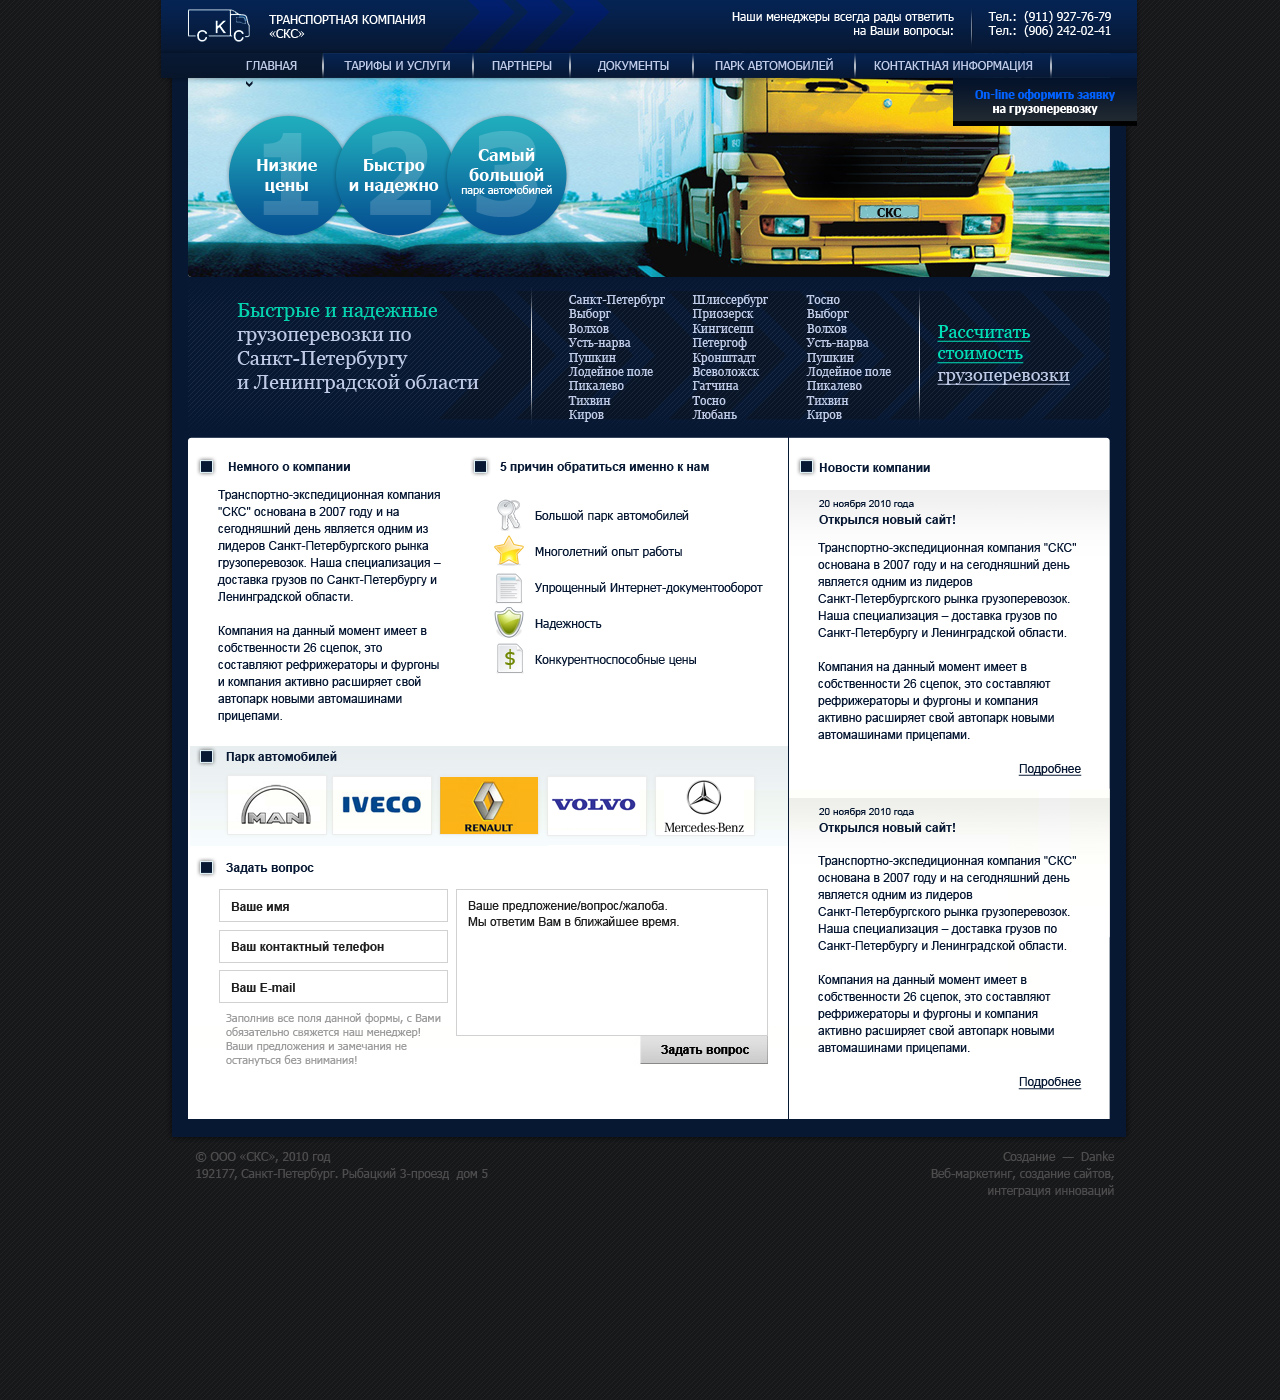 СКС
ТРАНСПОРТНАЯ КОМПАНИЯ
«СКС»
Наши менеджеры всегда рады ответить
на Ваши вопросы:
Тел.: (911) 927-76-79
Тел.: (906) 242-02-41
ГЛАВНАЯ
ТАРИФЫ И УСЛУГИ
ПАРТНЕРЫ
ДОКУМЕНТЫ
ПАРК АВТОМОБИЛЕЙ
КОНТАКТНАЯ ИНФОРМАЦИЯ
On-line оформить заявку
на грузоперевозку
1
Низкие
цены
2
Быстро
и надежно
3
Самый
большой
парк автомобилей
СКС
Быстрые и надежные
грузоперевозки по
Санкт-Петербургу
и Ленинградской области
Санкт-Петербург
Выборг
Волхов
Усть-нарва
Пушкин
Лодейное поле
Пикалево
Тихвин
Киров
Шлиссербург
Приозерск
Кингисепп
Петергоф
Кронштадт
Всеволожск
Гатчина
Тосно
Любань
Тосно
Выборг
Волхов
Усть-нарва
Пушкин
Лодейное поле
Пикалево
Тихвин
Киров
Рассчитать
стоимость
грузоперевозки
Немного о компании
Транспортно-экспедиционная компания
"СКС" основана в 2007 году и на
сегодняшний день является одним из
лидеров Санкт-Петербургского рынка
грузоперевозок. Наша специализация –
доставка грузов по Санкт-Петербургу и
Ленинградской области.
Компания на данный момент имеет в
собственности 26 сцепок, это
составляют рефрижераторы и фургоны
и компания активно расширяет свой
автопарк новыми автомашинами
прицепами.
5 причин обратиться именно к нам
Большой парк автомобилей
Многолетний опыт работы
Упрощенный Интернет-документооборот
Надежность
$
Конкурентноспособные цены
Парк автомобилей
MAN
IVECO
RENAULT
VOLVO
Mercedes-Benz
Задать вопрос
Ваше имя
Ваш контактный телефон
Ваш E-mail
Заполнив все поля данной формы, с Вами
обязательно свяжется наш менеджер!
Ваши предложения и замечания не
остануться без внимания!
Ваше предложение/вопрос/жалоба.
Мы ответим Вам в ближайшее время.
Задать вопрос
Новости компании
20 ноября 2010 года
Открылся новый сайт!
Транспортно-экспедиционная компания "СКС"
основана в 2007 году и на сегодняшний день
является одним из лидеров
Санкт-Петербургского рынка грузоперевозок.
Наша специализация – доставка грузов по
Санкт-Петербургу и Ленинградской области.
Компания на данный момент имеет в
собственности 26 сцепок, это составляют
рефрижераторы и фургоны и компания
активно расширяет свой автопарк новыми
автомашинами прицепами.
Подробнее
20 ноября 2010 года
Открылся новый сайт!
Транспортно-экспедиционная компания "СКС"
основана в 2007 году и на сегодняшний день
является одним из лидеров
Санкт-Петербургского рынка грузоперевозок.
Наша специализация – доставка грузов по
Санкт-Петербургу и Ленинградской области.
Компания на данный момент имеет в
собственности 26 сцепок, это составляют
рефрижераторы и фургоны и компания
активно расширяет свой автопарк новыми
автомашинами прицепами.
Подробнее
© ООО «СКС», 2010 год
192177, Санкт-Петербург. Рыбацкий 3-проезд дом 5
Создание — Danke
Веб-маркетинг, создание сайтов,
интеграция инноваций